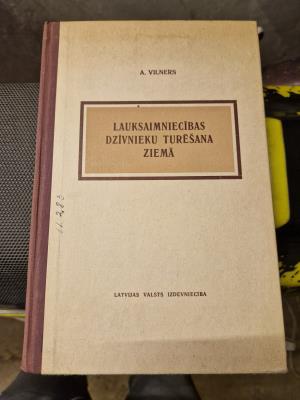 A. VILNERS
LAUKSAIMNIECĪBAS
DZĪVNIEKU TURĒŠANA
ZIEMĀ
LATVIJAS VALSTS IZDEVNIECĪBA